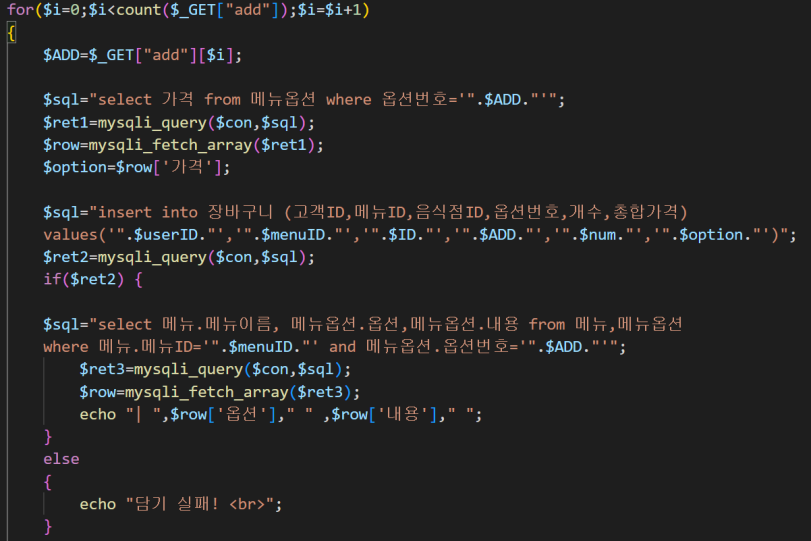 for($i=0;$i<count($_GET["add"]);$i=$i+1)
{
$ADD=$_GET["add"][$i];
$sql="select 가격 from 메뉴옵션 where 옵션번호='".$ADD."'";
$ret1=mysqli_query($con,$sql);
$row=mysqli_fetch_array($ret1);
$option=$row['가격'];
$sql="insert into 장바구니 (고객ID,메뉴ID,음식점ID,옵션번호,개수,총합가격)
values('".$userID."','".$menuID."','".$ID."','".$ADD."','".$num."','".$option."')";
$ret2=mysqli_query($con,$sql);
if($ret2) {
$sql="select 메뉴.메뉴이름, 메뉴옵션.옵션,메뉴옵션.내용 from 메뉴,메뉴옵션
where 메뉴.메뉴ID='".$menuID."' and 메뉴옵션.옵션번호='".$ADD."'";
$ret3=mysqli_query($con,$sql);
$row=mysqli_fetch_array($ret3);
echo "| ",$row['옵션']," " ,$row['내용']," ";
}
else
{
echo "담기 실패! <br>";
}